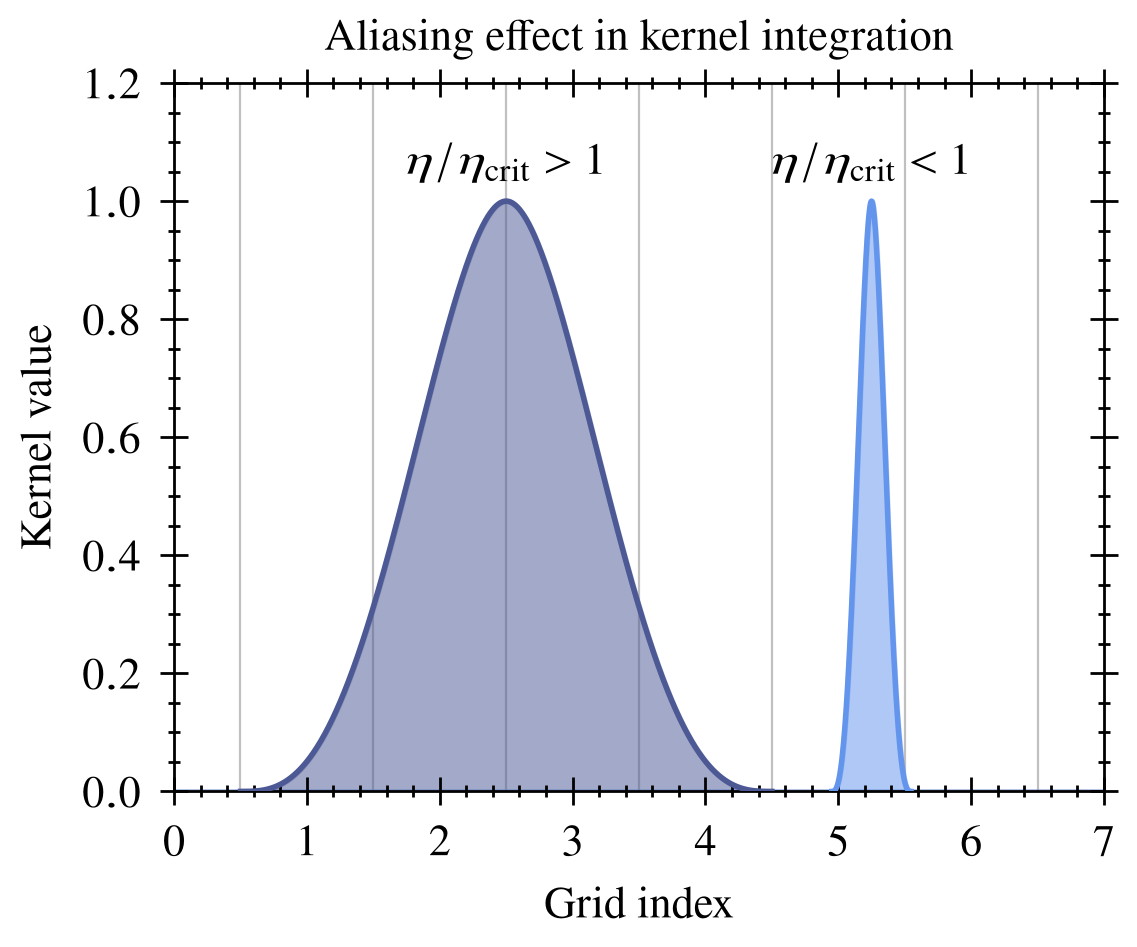 Aliasing effect in kernel integration
1.2
1.0
0.8
0.6
0.4
0.2
0.0
Kernel value
η/η_crit > 1
η/η_crit < 1
0 1 2 3 4 5 6 7
Grid index